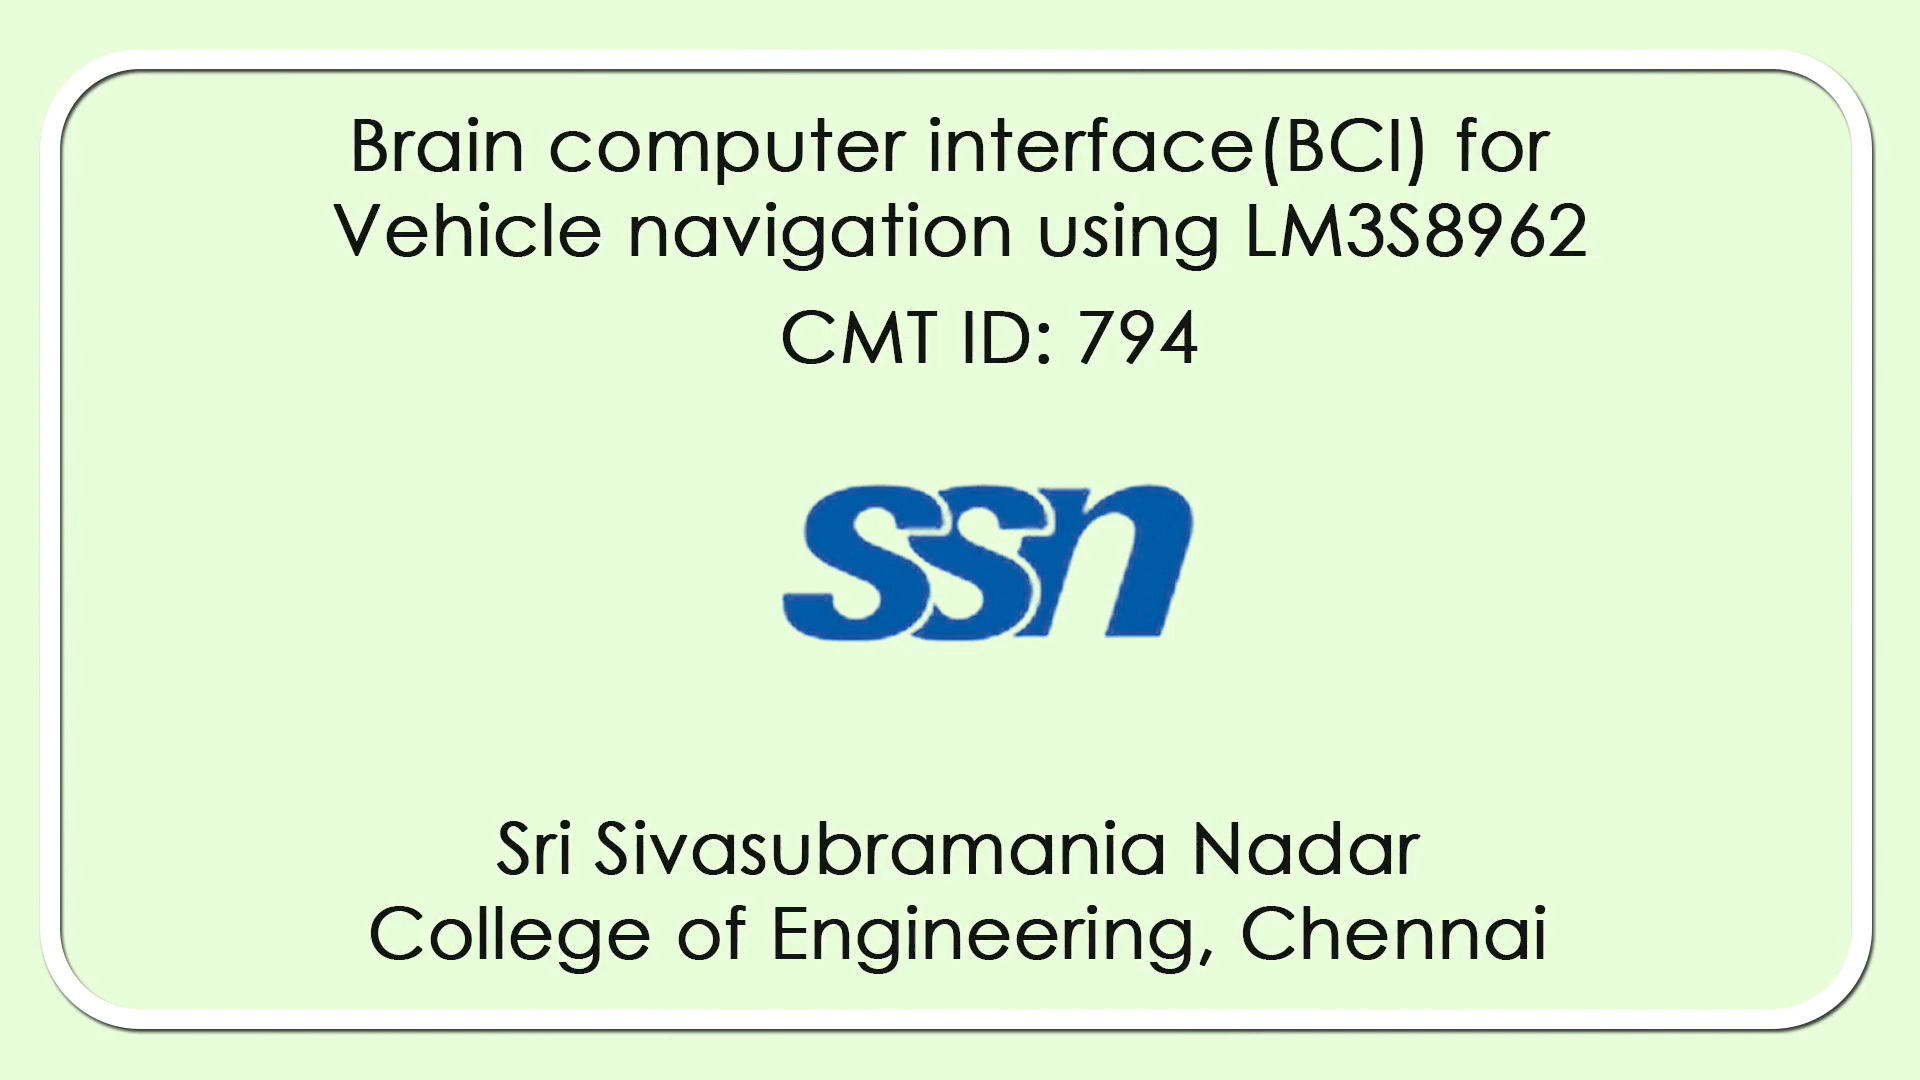 Brain computer interface(BCI) for
Vehicle navigation using LM3S8962
CMT ID: 794
ssn
Sri Sivasubramania Nadar
College of Engineering, Chennai